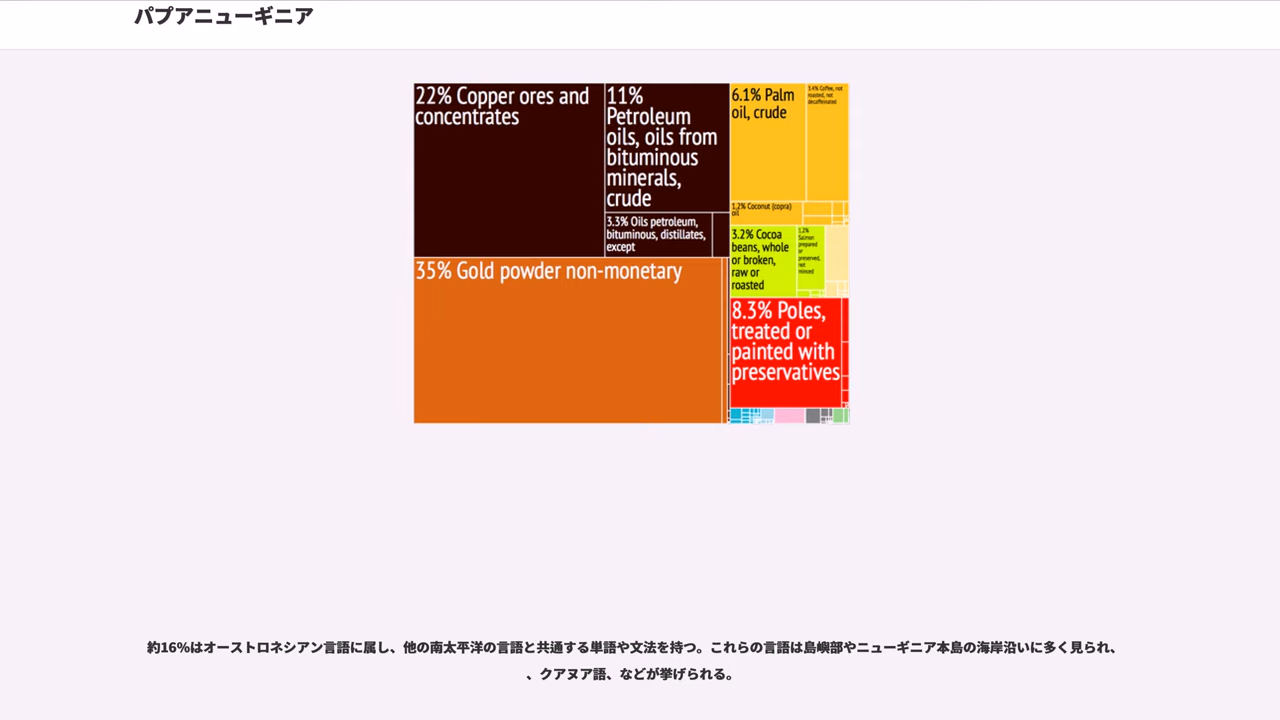 パプアニューギニア
22% Copper ores and
concentrates
11%
Petroleum
oils, oils from
bituminous
minerals,
crude
3.3% Oils petroleum,
bituminous, distillates,
except
35% Gold powder non-monetary
6.1% Palm
oil, crude
3.4% Coffee, not
roasted, not
decaffeinated
1.2% Coconut (copra)
oil
3.2% Cocoa
beans, whole
or broken,
raw or
roasted
1.2%
Salmon
prepared
or
preserved,
not
minced
8.3% Poles,
treated or
painted with
preservatives
約16%はオーストロネシアン言語に属し、他の南太平洋の言語と共通する単語や文法を持つ。これらの言語は島嶼部やニューギニア本島の海岸沿いに多く見られ、
、クアヌア語、などが挙げられる。